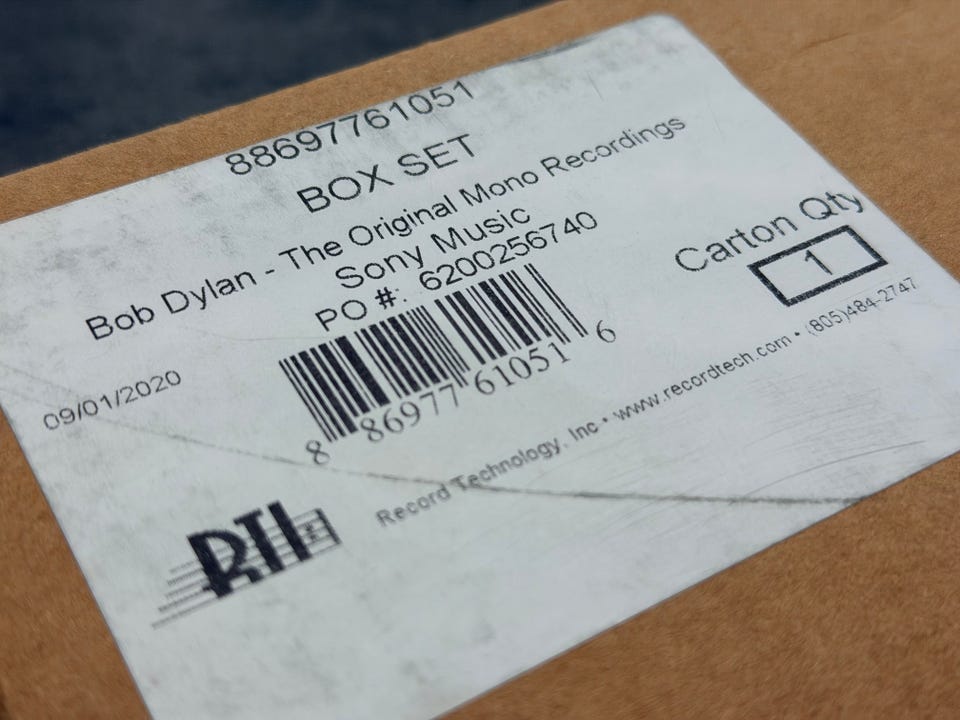 88697761051
BOX SET
Bob Dylan - The Original Mono Recordings
Sony Music
PO #: 6200256740
Carton Qty
1
09/01/2020
8 86977 61051 6
RTI
Record Technology, Inc • www.recordtech.com • (805)484-2747